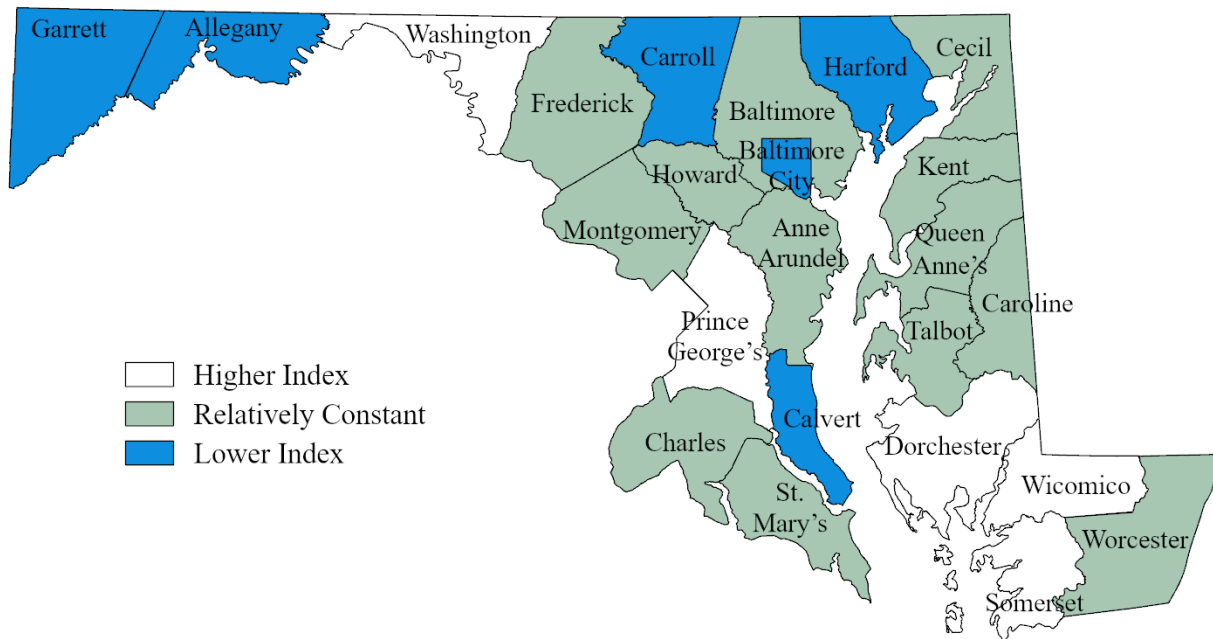 Garrett
Allegany
Washington
Frederick
Carroll
Baltimore
Harford
Cecil
Baltimore
City
Howard
Kent
Montgomery
Anne
Arundel
Queen
Anne's
Caroline
Talbot
Prince
George's
Higher Index
Relatively Constant
Lower Index
Charles
Calvert
St.
Mary's
Dorchester
Wicomico
Worcester
Somerset